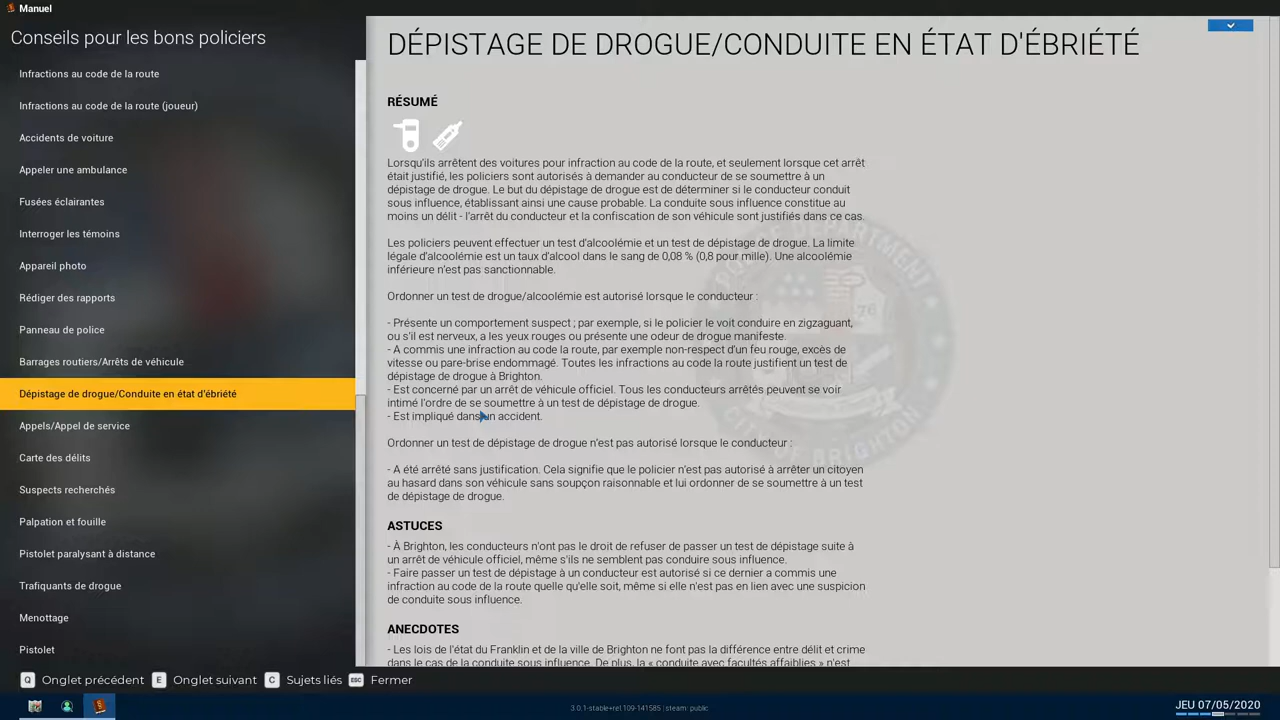 Manuel
Conseils pour les bons policiers
Infractions au code de la route
Infractions au code de la route (joueur)
Accidents de voiture
Appeler une ambulance
Fusées éclairantes
Interroger les témoins
Appareil photo
Rédiger des rapports
Panneau de police
Barrages routiers/Arrêts de véhicule
Dépistage de drogue/Conduite en état d'ébriété
Appels/Appel de service
Carte des délits
Suspects recherchés
Palpation et fouille
Pistolet paralysant à distance
Trafiquants de drogue
Menottage
Pistolet
DÉPISTAGE DE DROGUE/CONDUITE EN ÉTAT D'ÉBRIÉTÉ
RÉSUMÉ
Lorsqu'ils arrêtent des voitures pour infraction au code de la route, et seulement lorsque cet arrêt
était justifié, les policiers sont autorisés à demander au conducteur de se soumettre à un
dépistage de drogue. Le but du dépistage de drogue est de déterminer si le conducteur conduit
sous influence, établissant ainsi une cause probable. La conduite sous influence constitue au
moins un délit - l'arrêt du conducteur et la confiscation de son véhicule sont justifiés dans ce cas.
Les policiers peuvent effectuer un test d'alcoolémie et un test de dépistage de drogue. La limite
légale d'alcoolémie est un taux d'alcool dans le sang de 0,08 % (0,8 pour mille). Une alcoolémie
inférieure n'est pas sanctionnable.
Ordonner un test de drogue/alcoolémie est autorisé lorsque le conducteur :
- Présente un comportement suspect ; par exemple, si le policier le voit conduire en zigzaguant,
ou s'il est nerveux, a les yeux rouges ou présente une odeur de drogue manifeste.
- A commis une infraction au code la route, par exemple non-respect d'un feu rouge, excès de
vitesse ou pare-brise endommagé. Toutes les infractions au code la route justifient un test de
dépistage de drogue à Brighton.
- Est concerné par un arrêt de véhicule officiel. Tous les conducteurs arrêtés peuvent se voir
intimé l'ordre de se soumettre à un test de dépistage de drogue.
- Est impliqué dans un accident.
Ordonner un test de dépistage de drogue n'est pas autorisé lorsque le conducteur :
- A été arrêté sans justification. Cela signifie que le policier n'est pas autorisé à arrêter un citoyen
au hasard dans son véhicule sans soupçon raisonnable et lui ordonner de se soumettre à un test
de dépistage de drogue.
ASTUCES
- À Brighton, les conducteurs n'ont pas le droit de refuser de passer un test de dépistage suite à
un arrêt de véhicule officiel, même s'ils ne semblent pas conduire sous influence.
- Faire passer un test de dépistage à un conducteur est autorisé si ce dernier a commis une
infraction au code de la route quelle qu'elle soit, même si elle n'est pas en lien avec une suspicion
de conduite sous influence.
ANECDOTES
- Les lois de l'état du Franklin et de la ville de Brighton ne font pas la différence entre délit et crime
dans le cas de la conduite sous influence. De plus, la « conduite avec facultés affaiblies » n'est
Q Onglet précédent E Onglet suivant C Sujets liés ESC Fermer
3.0.1-stable+rel.109-141585 | steam: public
JEU 07/05/2020